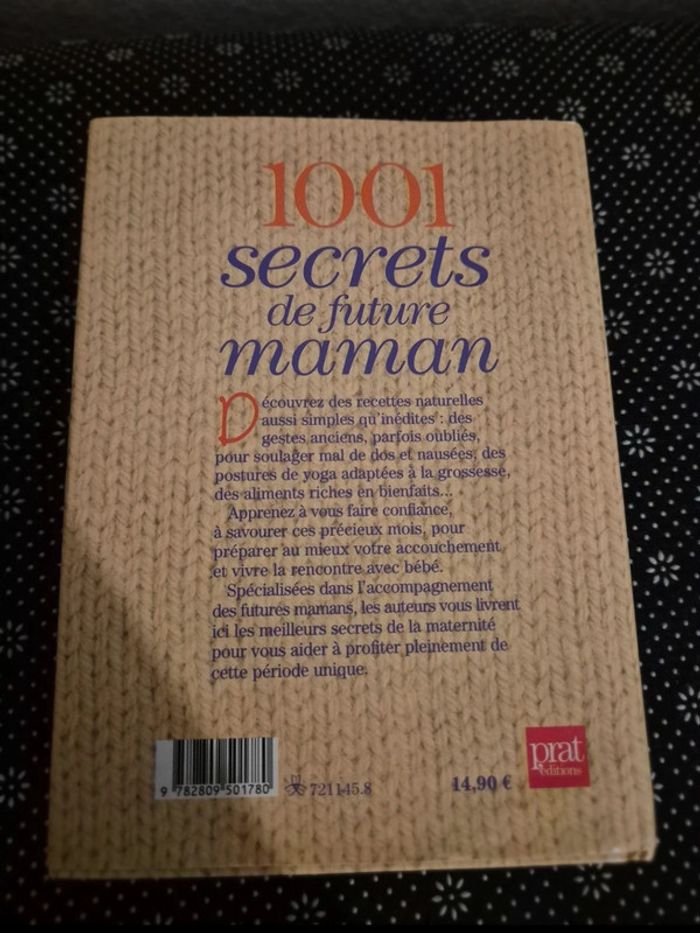 1001
secrets
de future
maman
Découvrez des recettes naturelles
aussi simples qu'inédites : des
gestes anciens, parfois oubliés,
pour soulager mal de dos et nausées, des
postures de yoga adaptées à la grossesse,
des aliments riches en bienfaits...
Apprenez à vous faire confiance,
à savourer ces précieux mois, pour
préparer au mieux votre accouchement
et vivre la rencontre avec bébé.
Spécialisées dans l'accompagnement
des futures mamans, les auteurs vous livrent
ici les meilleurs secrets de la maternité
pour vous aider à profiter pleinement de
cette période unique.
9 782809 501780
721145.8
14,90 €
prat
éditions